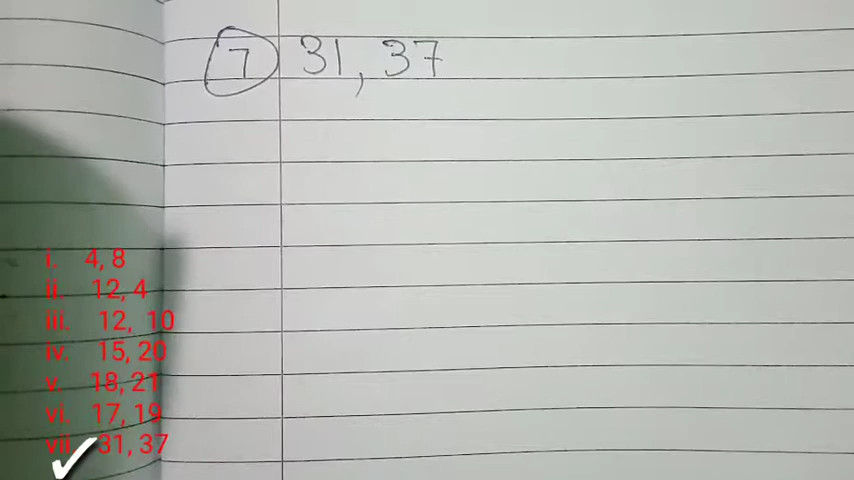 7 31, 37
i. 4, 8
ii. 12, 4
iii. 12, 10
iv. 15, 20
v. 18, 21
vi. 17, 19
vii. 31, 37